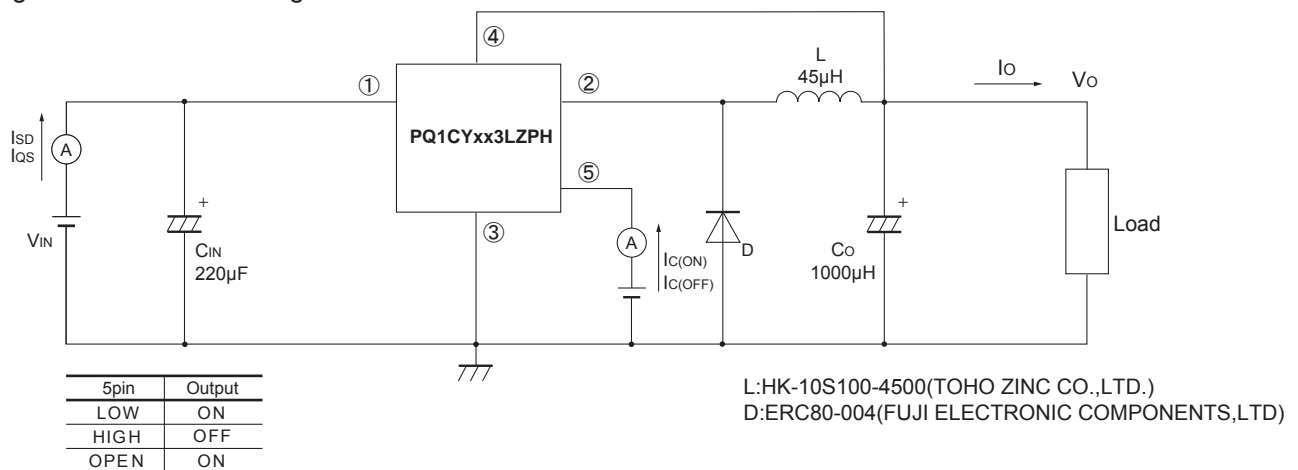 ④
L
45µH
IO
VO
①
②
PQ1CYxx3LZPH
ISD
IQS
A
⑤
+
+
VIN
CIN
220µF
③
A
IC(ON)
IC(OFF)
D
CO
1000µH
Load
5pin Output
LOW ON
HIGH OFF
OPEN ON
L:HK-10S100-4500(TOHO ZINC CO.,LTD.)
D:ERC80-004(FUJI ELECTRONIC COMPONENTS,LTD)